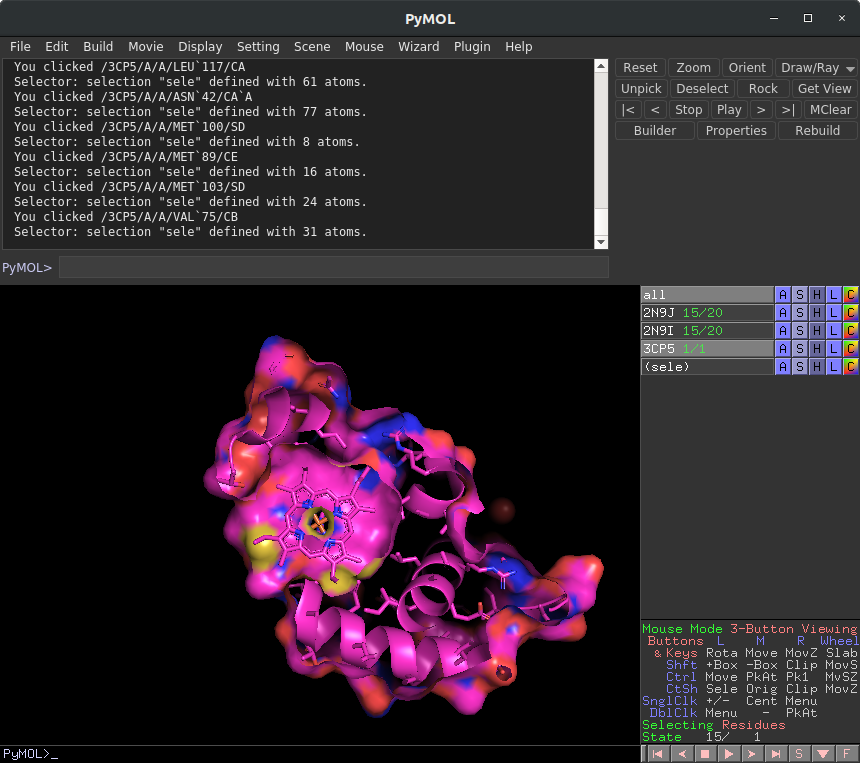 PyMOL
File Edit Build Movie Display Setting Scene Mouse Wizard Plugin Help
You clicked /3CP5/A/A/LEU`117/CA
Selector: selection "sele" defined with 61 atoms.
You clicked /3CP5/A/A/ASN`42/CA`A
Selector: selection "sele" defined with 77 atoms.
You clicked /3CP5/A/A/MET`100/SD
Selector: selection "sele" defined with 8 atoms.
You clicked /3CP5/A/A/MET`89/CE
Selector: selection "sele" defined with 16 atoms.
You clicked /3CP5/A/A/MET`103/SD
Selector: selection "sele" defined with 24 atoms.
You clicked /3CP5/A/A/VAL`75/CB
Selector: selection "sele" defined with 31 atoms.
PyMOL>
Reset Zoom Orient Draw/Ray
Unpick Deselect Rock Get View
|< < Stop Play > >| MClear
Builder Properties Rebuild
all A S H L C
2N9J 15/20 A S H L C
2N9I 15/20 A S H L C
3CP5 1/1 A S H L C
(sele) A S H L C
Mouse Mode 3-Button Viewing
Buttons L M R Wheel
& Keys Rota Move MovZ Slab
Shft +Box -Box Clip MovS
Ctrl Move PkAt Pk1 MvSZ
CtSh Sele Orig Clip MovZ
SnglClk +/- Cent Menu
DblClk Menu - PkAt
Selecting Residues
State 15/ 1
PyMOL>_
S F